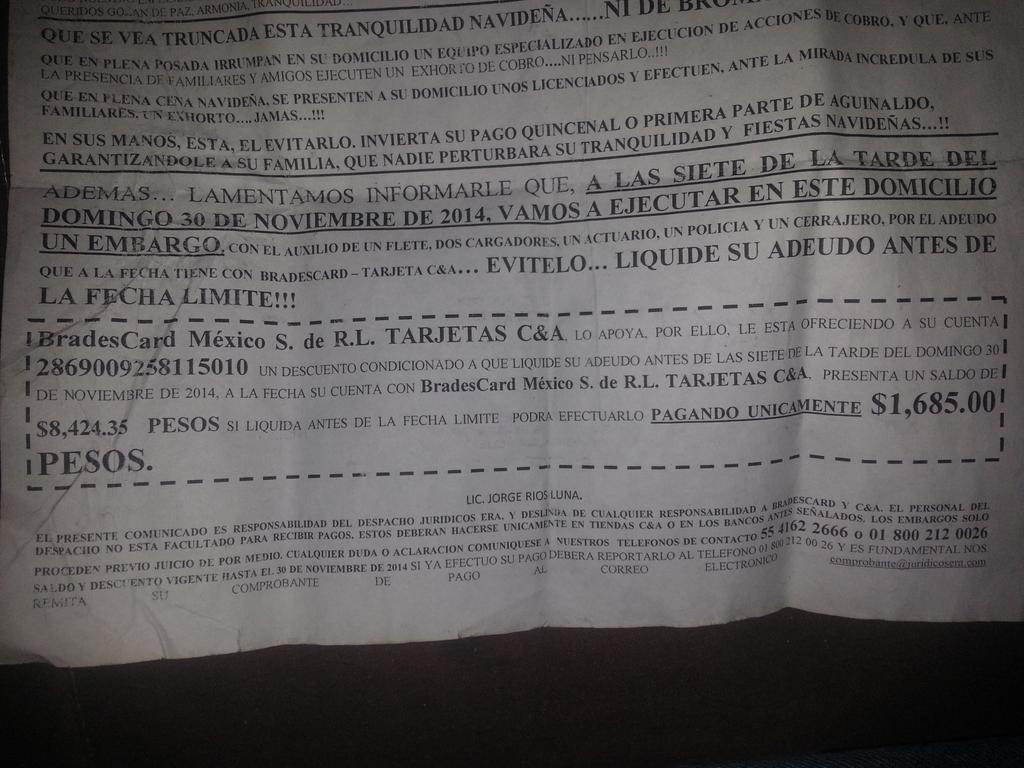 QUERIDOS GOZAN DE PAZ, ARMONIA, TRANQUILIDAD...
QUE SE VEA TRUNCADA ESTA TRANQUILIDAD NAVIDEÑA......NI DE
QUE EN PLENA POSADA IRRUMPAN EN SU DOMICILIO UN EQUIPO ESPECIALIZADO EN EJECUCION DE ACCIONES DE COBRO, Y QUE, ANTE
LA PRESENCIA DE FAMILIARES Y AMIGOS EJECUTEN UN EXHORTO DE COBRO....NI PENSARLO..!!!
QUE EN PLENA CENA NAVIDEÑA, SE PRESENTEN A SU DOMICILIO UNOS LICENCIADOS Y EFECTUEN, ANTE LA MIRADA INCREDULA DE SUS
FAMILIARES, UN EXHORTO.... JAMAS...!!!
EN SUS MANOS, ESTA, EL EVITARLO. INVIERTA SU PAGO QUINCENAL O PRIMERA PARTE DE AGUINALDO,
GARANTIZANDOLE A SU FAMILIA, QUE NADIE PERTURBARA SU TRANQUILIDAD Y FIESTAS NAVIDEÑAS...!!
ADEMAS... LAMENTAMOS INFORMARLE QUE, A LAS SIETE DE LA TARDE DEL
DOMINGO 30 DE NOVIEMBRE DE 2014, VAMOS A EJECUTAR EN ESTE DOMICILIO
UN EMBARGO, CON EL AUXILIO DE UN FLETE, DOS CARGADORES, UN ACTUARIO, UN POLICIA Y UN CERRAJERO, POR EL ADEUDO
QUE A LA FECHA TIENE CON BRADESCARD – TARJETA C&A... EVITELO... LIQUIDE SU ADEUDO ANTES DE
LA FECHA LIMITE!!!
BradesCard México S. de R.L. TARJETAS C&A, LO APOYA, POR ELLO, LE ESTA OFRECIENDO A SU CUENTA
2869009258115010 UN DESCUENTO CONDICIONADO A QUE LIQUIDE SU ADEUDO ANTES DE LAS SIETE DE LA TARDE DEL DOMINGO 30
DE NOVIEMBRE DE 2014, A LA FECHA SU CUENTA CON BradesCard México S. de R.L. TARJETAS C&A, PRESENTA UN SALDO DE
$8,424.35 PESOS SI LIQUIDA ANTES DE LA FECHA LIMITE PODRA EFECTUARLO PAGANDO UNICAMENTE $1,685.00
PESOS.
LIC. JORGE RIOS LUNA.
EL PRESENTE COMUNICADO ES RESPONSABILIDAD DEL DESPACHO JURIDICOS ERA, Y DESLINDA DE CUALQUIER RESPONSABILIDAD A BRADESCARD Y C&A. EL PERSONAL DEL
DESPACHO NO ESTA FACULTADO PARA RECIBIR PAGOS, ESTOS DEBERAN HACERSE UNICAMENTE EN TIENDAS C&A O EN LOS BANCOS ANTES SEÑALADOS. LOS EMBARGOS SOLO
PROCEDEN PREVIO JUICIO DE POR MEDIO. CUALQUIER DUDA O ACLARACION COMUNIQUESE A NUESTROS TELEFONOS DE CONTACTO 55 4162 2666 o 01 800 212 0026
SALDO Y DESCUENTO VIGENTE HASTA EL 30 DE NOVIEMBRE DE 2014 SI YA EFECTUO SU PAGO DEBERA REPORTARLO AL TELEFONO 01 800 212 00 26 Y ES FUNDAMENTAL NOS
REMITA SU COMPROBANTE DE PAGO AL CORREO ELECTRONICO comprobante@juridicosera.com